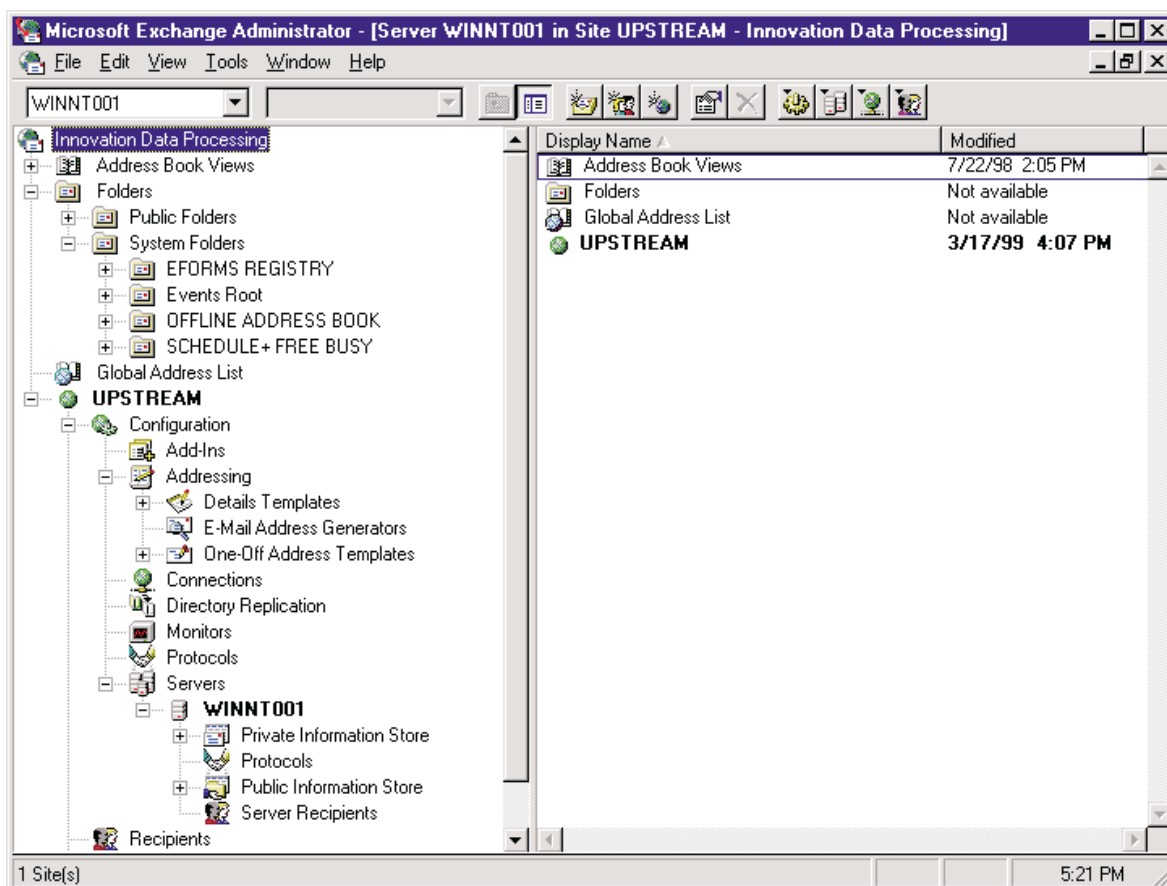 Microsoft Exchange Administrator - [Server WINNT001 in Site UPSTREAM - Innovation Data Processing]
File Edit View Tools Window Help
WINNT001
Innovation Data Processing
Address Book Views
Folders
Public Folders
System Folders
EFORMS REGISTRY
Events Root
OFFLINE ADDRESS BOOK
SCHEDULE+ FREE BUSY
Global Address List
UPSTREAM
Configuration
Add-Ins
Addressing
Details Templates
E-Mail Address Generators
One-Off Address Templates
Connections
Directory Replication
Monitors
Protocols
Servers
WINNT001
Private Information Store
Protocols
Public Information Store
Server Recipients
Recipients
Display Name Modified
Address Book Views 7/22/98 2:05 PM
Folders Not available
Global Address List Not available
UPSTREAM 3/17/99 4:07 PM
1 Site(s) 5:21 PM